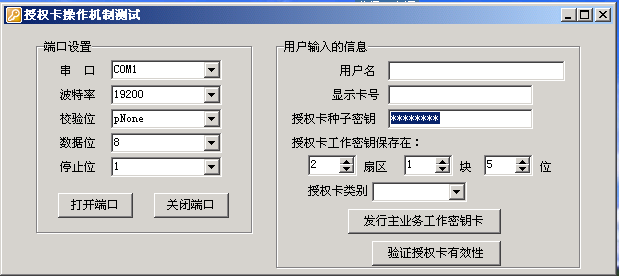 授权卡操作机制测试
端口设置
串 口 COM1
波特率 19200
校验位 pNone
数据位 8
停止位 1
打开端口 关闭端口
用户输入的信息
用户名
显示卡号
授权卡种子密钥 ********
授权卡工作密钥保存在：
2 扇区 1 块 5 位
授权卡类别
发行主业务工作密钥卡
验证授权卡有效性